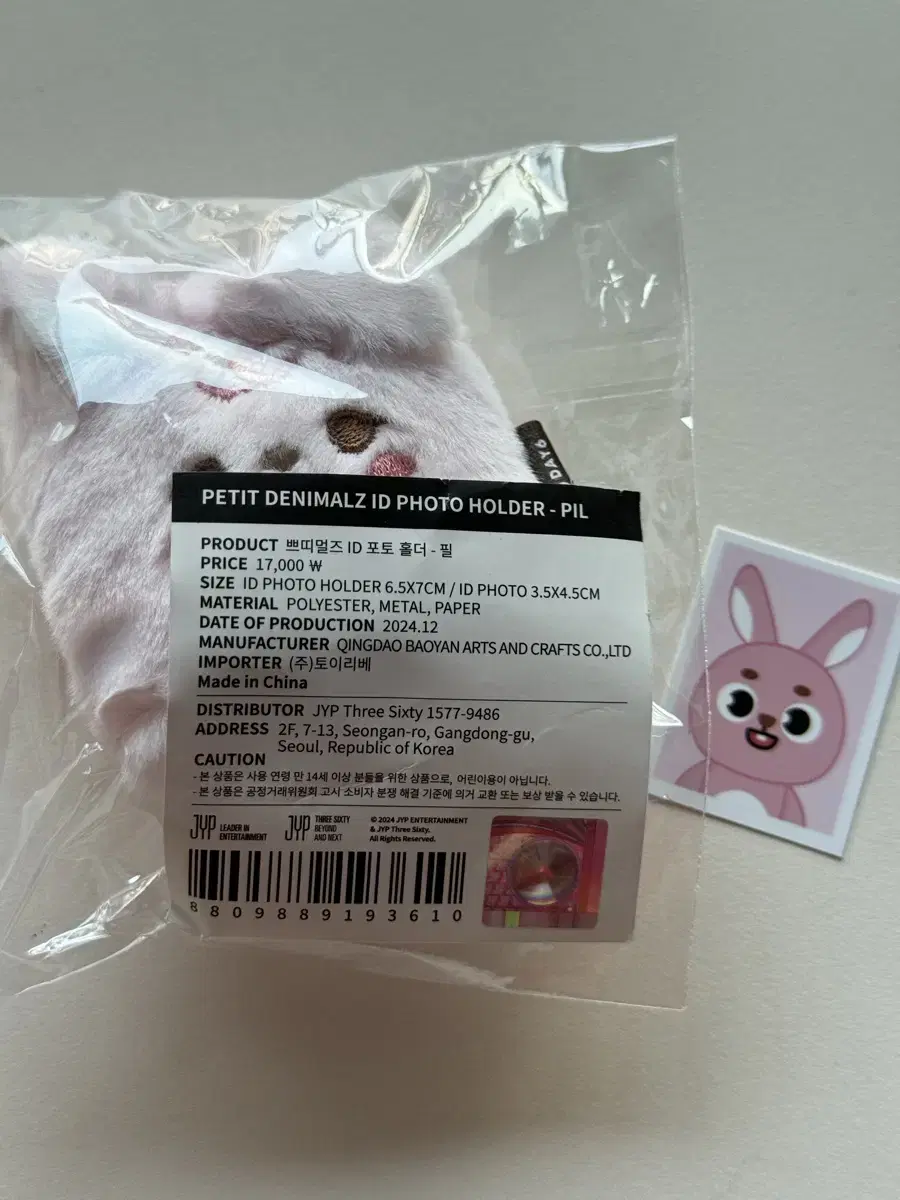 DAY6
PETIT DENIMALZ ID PHOTO HOLDER - PIL
PRODUCT 쁘띠멀즈 ID 포토 홀더 - 필
PRICE 17,000 ₩
SIZE ID PHOTO HOLDER 6.5X7CM / ID PHOTO 3.5X4.5CM
MATERIAL POLYESTER, METAL, PAPER
DATE OF PRODUCTION 2024.12
MANUFACTURER QINGDAO BAOYAN ARTS AND CRAFTS CO.,LTD
IMPORTER (주)토이리베
Made in China
DISTRIBUTOR JYP Three Sixty 1577-9486
ADDRESS 2F, 7-13, Seongan-ro, Gangdong-gu,
Seoul, Republic of Korea
CAUTION
- 본 상품은 사용 연령 만 14세 이상 분들을 위한 상품으로, 어린이용이 아닙니다.
- 본 상품은 공정거래위원회 고시 소비자 분쟁 해결 기준에 의거 교환 또는 보상 받을 수 있습니다.
JYP LEADER IN ENTERTAINMENT
JYP THREE SIXTY BEYOND AND NEXT
© 2024 JYP ENTERTAINMENT
& JYP Three Sixty.
All Rights Reserved.
8809889193610